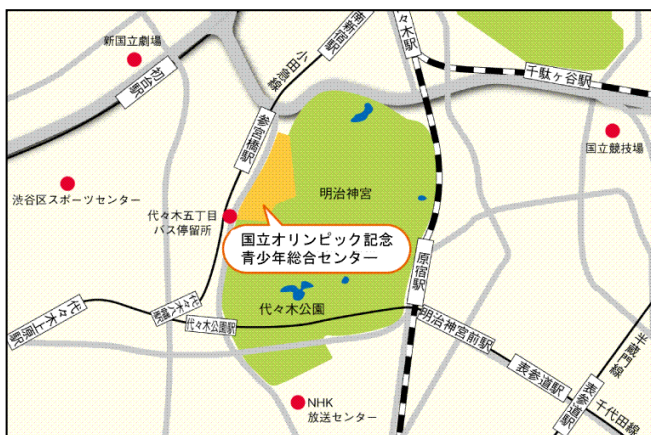 新国立劇場
初台駅
小田急線
南新宿駅
代々木駅
千駄ヶ谷駅
参宮橋駅
国立競技場
渋谷区スポーツセンター
明治神宮
代々木五丁目
バス停留所
国立オリンピック記念
青少年総合センター
原宿駅
代々木上原駅
代々木八幡駅
代々木公園
代々木公園駅
明治神宮前駅
表参道駅
半蔵門線
表参道駅
千代田線
NHK
放送センター